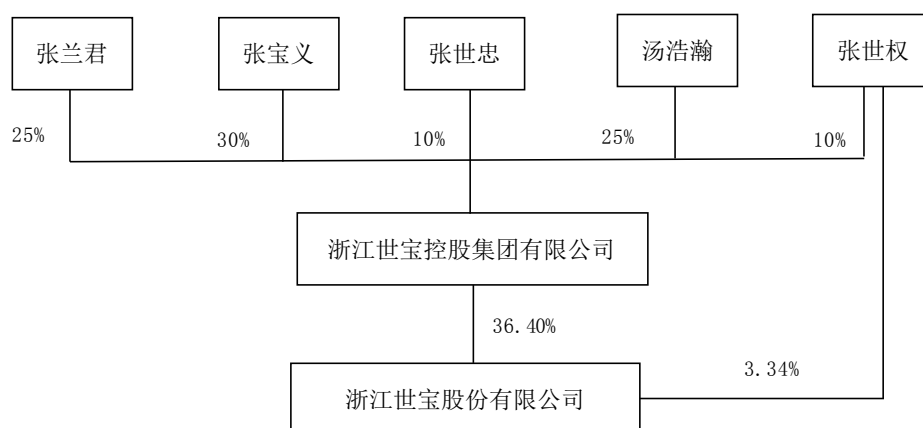 张兰君
张宝义
张世忠
汤浩瀚
张世权
25%
30%
10%
25%
10%
浙江世宝控股集团有限公司
36.40%
3.34%
浙江世宝股份有限公司